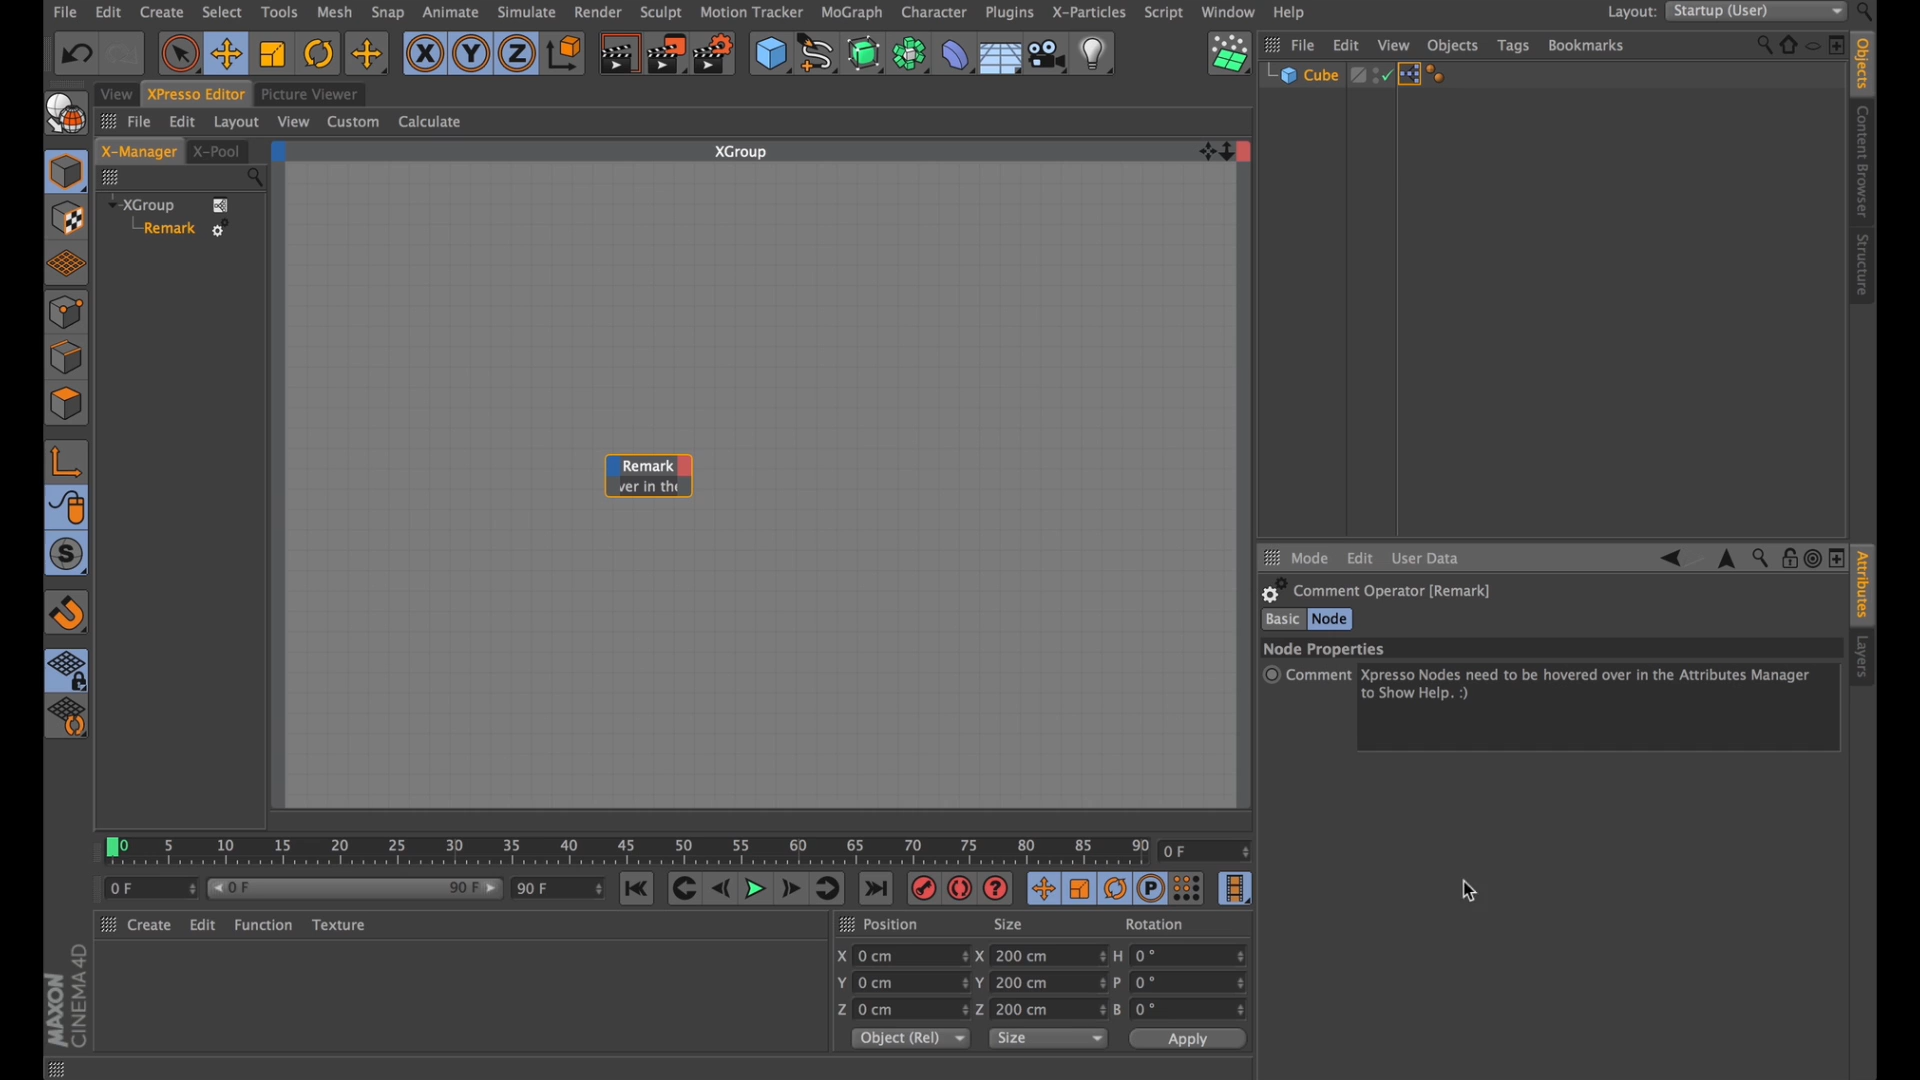 File Edit Create Select Tools Mesh Snap Animate Simulate Render Sculpt Motion Tracker MoGraph Character Plugins X-Particles Script Window Help Layout: Startup (User)
X Y Z
File Edit View Objects Tags Bookmarks
Cube
View XPresso Editor Picture Viewer
File Edit Layout View Custom Calculate
X-Manager X-Pool
XGroup
XGroup
Remark
Remark
ver in the
S
Objects
Content Browser
Structure
Mode Edit User Data
Comment Operator [Remark]
Basic Node
Node Properties
Comment Xpresso Nodes need to be hovered over in the Attributes Manager
to Show Help. :)
Attributes
Layers
0 5 10 15 20 25 30 35 40 45 50 55 60 65 70 75 80 85 90 0 F
0 F 0 F 90 F 90 F P
Create Edit Function Texture
Position Size Rotation
X 0 cm X 200 cm H 0 °
Y 0 cm Y 200 cm P 0 °
Z 0 cm Z 200 cm B 0 °
Object (Rel) Size Apply
MAXON
CINEMA 4D